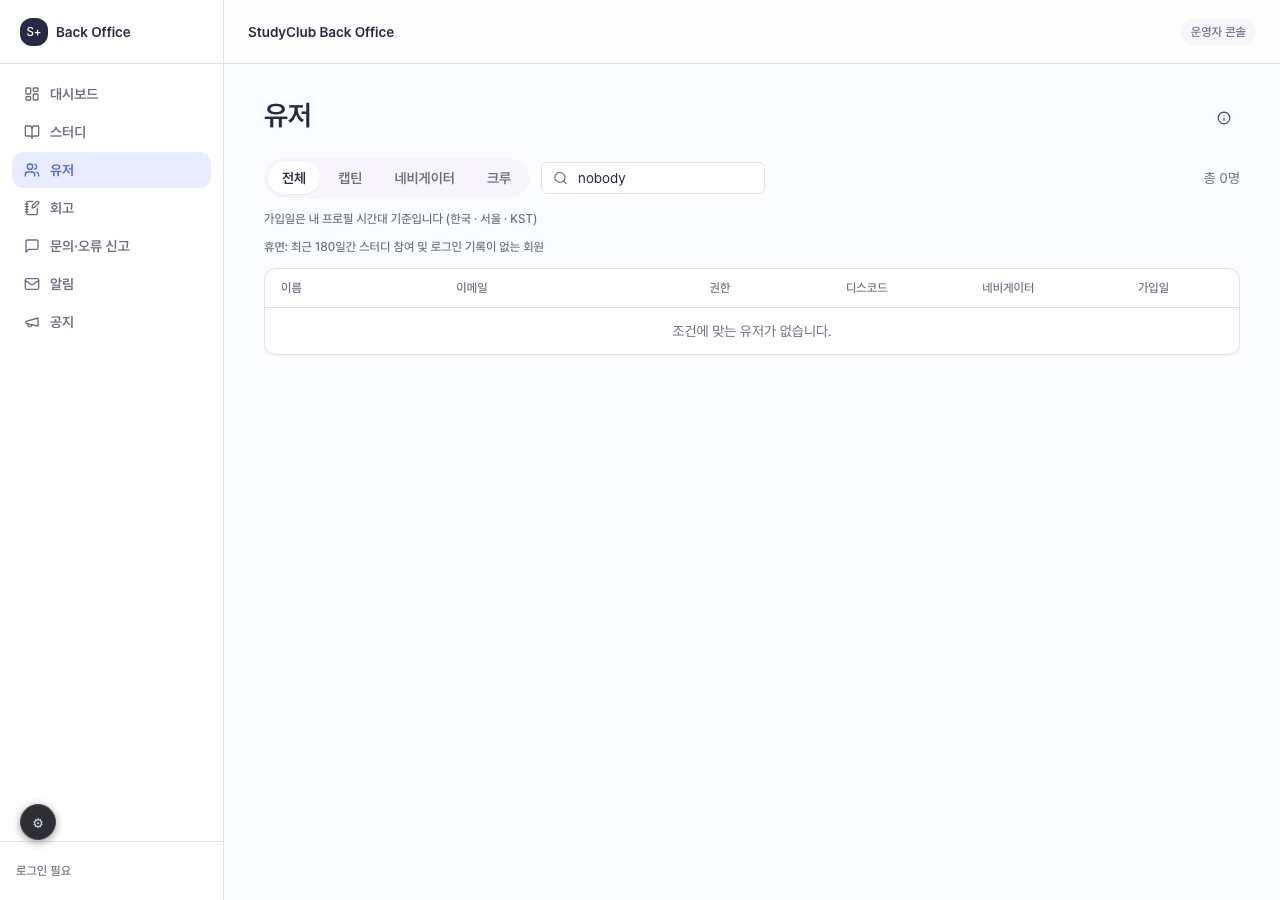 S+ Back Office
StudyClub Back Office
운영자 콘솔
대시보드
스터디
유저
회고
문의·오류 신고
알림
공지
로그인 필요
유저
전체 캡틴 네비게이터 크루
nobody
총 0명
가입일은 내 프로필 시간대 기준입니다 (한국 · 서울 · KST)
휴면: 최근 180일간 스터디 참여 및 로그인 기록이 없는 회원
이름 이메일 권한 디스코드 네비게이터 가입일
조건에 맞는 유저가 없습니다.